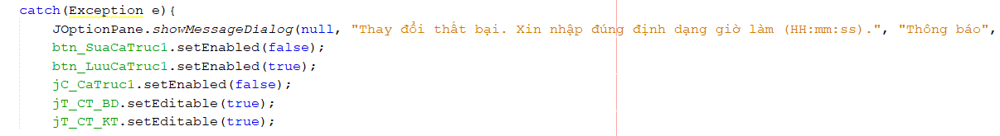 catch(Exception e){
JOptionPane.showMessageDialog(null, "Thay đổi thất bại. Xin nhập đúng định dạng giờ làm (HH:mm:ss).", "Thông báo",
btn_SuaCaTruc1.setEnabled(false);
btn_LuuCaTruc1.setEnabled(true);
jC_CaTruc1.setEnabled(false);
jT_CT_BD.setEditable(true);
jT_CT_KT.setEditable(true);